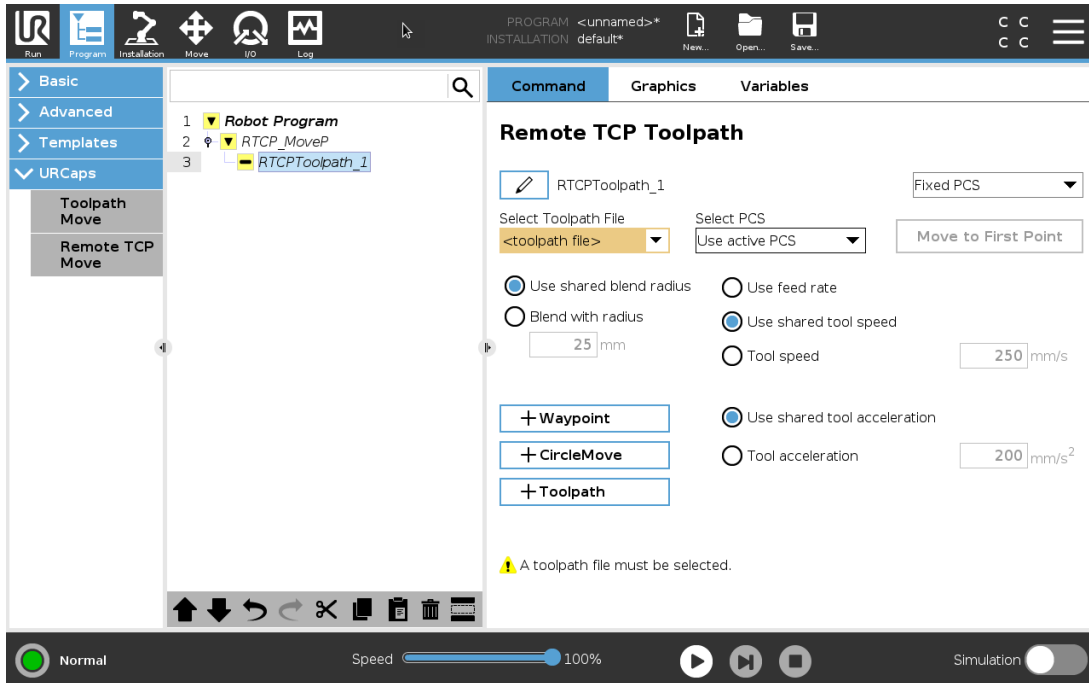 PROGRAM <unnamed>*
INSTALLATION default*
UR
Run
Program
Installation
Move
I/O
Log
New...
Open...
Save...
C C
C C
Basic
Advanced
Templates
URCaps
Toolpath
Move
Remote TCP
Move
1 Robot Program
2 RTCP_MoveP
3 RTCPToolpath_1
Command Graphics Variables
Remote TCP Toolpath
RTCPToolpath_1
Fixed PCS
Select Toolpath File
Select PCS
<toolpath file>
Use active PCS
Move to First Point
Use shared blend radius
Use feed rate
Blend with radius
Use shared tool speed
25 mm
Tool speed
250 mm/s
+ Waypoint
Use shared tool acceleration
+ CircleMove
Tool acceleration
200 mm/s²
+ Toolpath
A toolpath file must be selected.
Normal
Speed
100%
Simulation